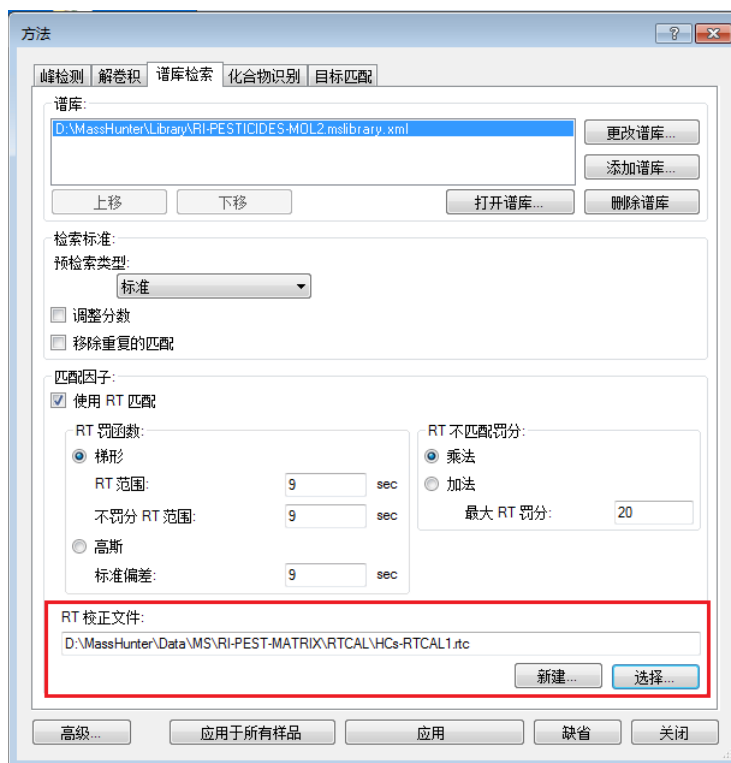 方法
峰检测 解卷积 谱库检索 化合物识别 目标匹配
谱库:
D:\MassHunter\Library\RI-PESTICIDES-MOL2.mslibrary.xml
更改谱库...
添加谱库...
上移 下移 打开谱库... 删除谱库
检索标准:
预检索类型:
标准
调整分数
移除重复的匹配
匹配因子:
使用 RT 匹配
RT 罚函数: RT 不匹配罚分:
梯形 乘法
RT 范围: 9 sec 加法
不罚分 RT 范围: 9 sec 最大 RT 罚分: 20
高斯
标准偏差: 9 sec
RT 校正文件:
D:\MassHunter\Data\MS\RI-PEST-MATRIX\RTCAL\HCs-RTCAL1.rtc
新建... 选择...
高级... 应用于所有样品 应用 缺省 关闭